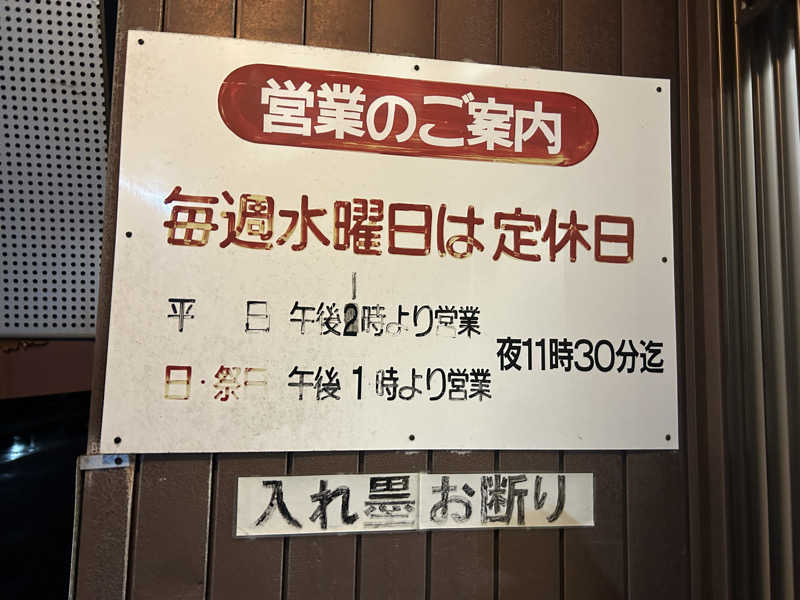 営業のご案内
毎週水曜日は定休日
平日 午後2時より営業
日・祭日 午後1時より営業
夜11時30分迄
入れ墨お断り